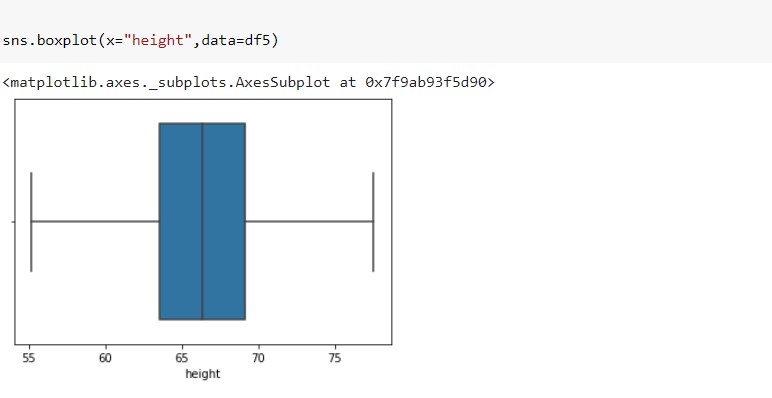 sns.boxplot(x="height",data=df5)
<matplotlib.axes._subplots.AxesSubplot at 0x7f9ab93f5d90>
55 60 65 70 75
height